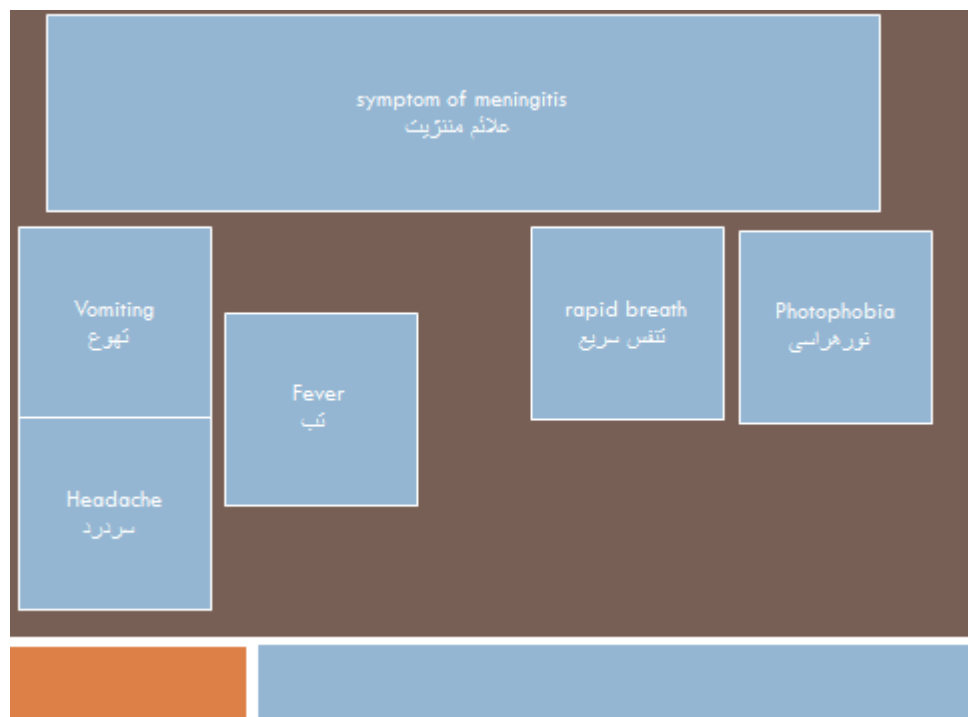 symptom of meningitis
علائم مننژیت
Vomiting
تهوع
Fever
تب
rapid breath
تنفس سریع
Photophobia
نورهراسی
Headache
سردرد